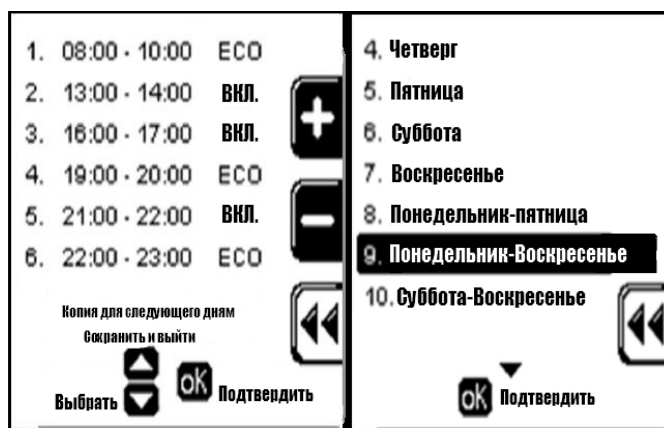 1. 08:00 - 10:00 ECO
2. 13:00 - 14:00 ВКЛ.
3. 16:00 - 17:00 ВКЛ.
4. 19:00 - 20:00 ECO
5. 21:00 - 22:00 ВКЛ.
6. 22:00 - 23:00 ECO
Копия для следующего дням
Сохранить и выйти
Выбрать ok Подтвердить
4. Четверг
5. Пятница
6. Суббота
7. Воскресенье
8. Понедельник-пятница
9. Понедельник-Воскресенье
10. Суббота-Воскресенье
ok Подтвердить